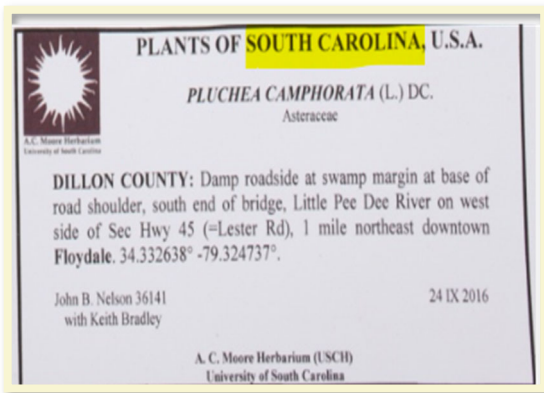 PLANTS OF SOUTH CAROLINA, U.S.A.
PLUCHEA CAMPHORATA (L.) DC.
Asteraceae
A.C. Moore Herbarium
University of South Carolina
DILLON COUNTY: Damp roadside at swamp margin at base of
road shoulder, south end of bridge, Little Pee Dee River on west
side of Sec Hwy 45 (=Lester Rd), 1 mile northeast downtown
Floydale. 34.332638° -79.324737°.
John B. Nelson 36141
24 IX 2016
with Keith Bradley
A. C. Moore Herbarium (USCH)
University of South Carolina